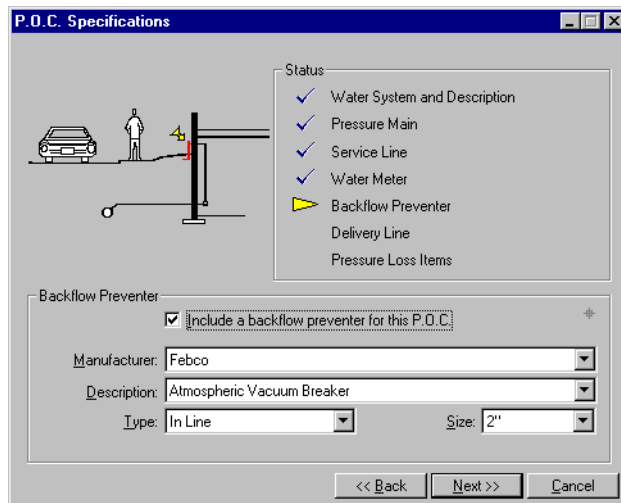 P.O.C. Specifications
Status
Water System and Description
Pressure Main
Service Line
Water Meter
Backflow Preventer
Delivery Line
Pressure Loss Items
Backflow Preventer
Include a backflow preventer for this P.O.C.
Manufacturer: Febco
Description: Atmospheric Vacuum Breaker
Type: In Line Size: 2"
<< Back Next >> Cancel